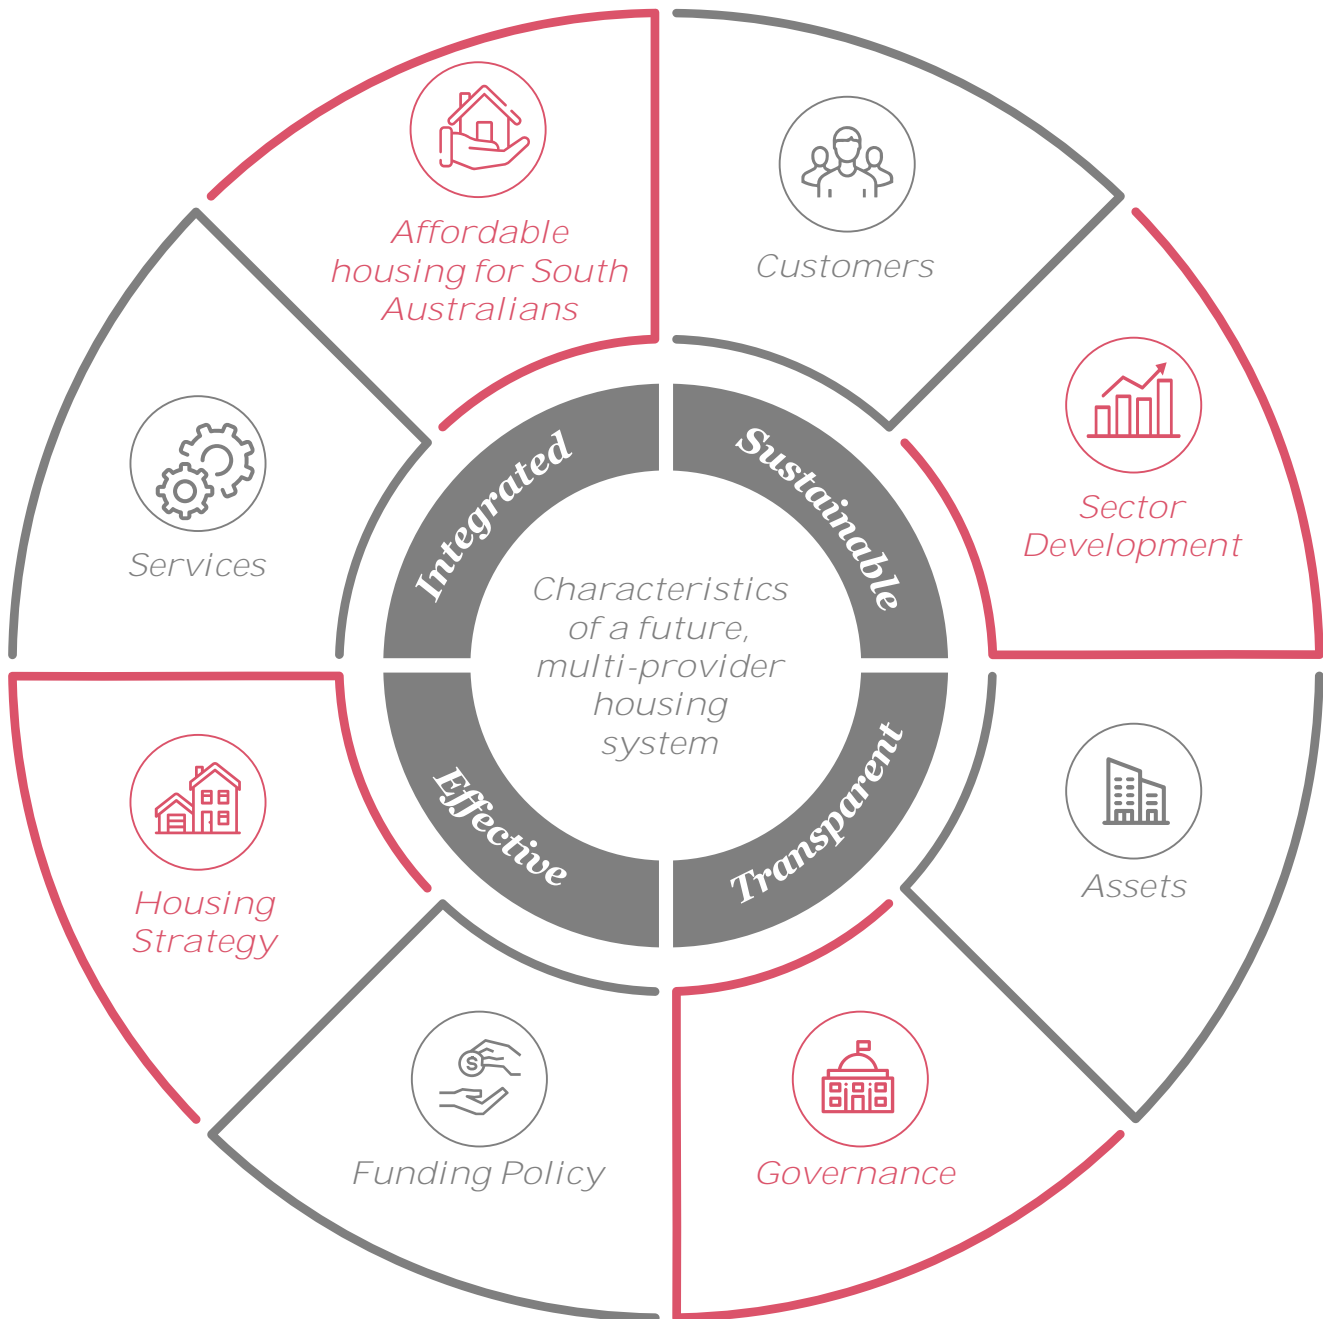 Affordable
housing for South
Australians
Customers
Sector
Development
Assets
Governance
Funding Policy
Housing
Strategy
Services
Integrated
Sustainable
Transparent
Effective
Characteristics
of a future,
multi-provider
housing
system
$